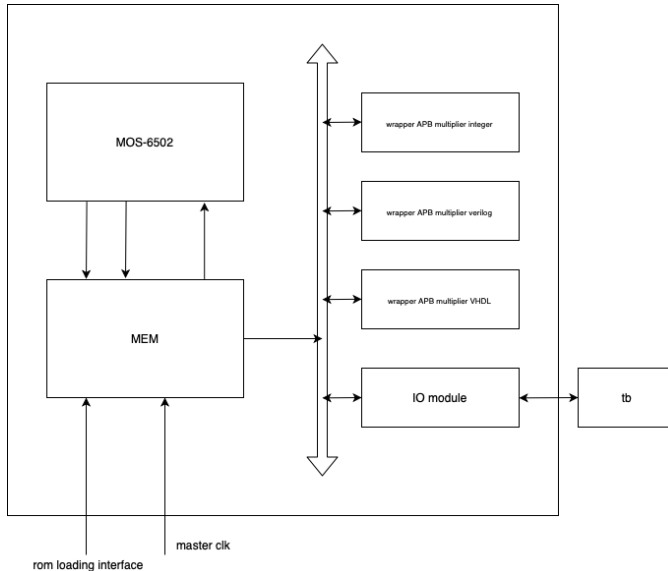 MOS-6502
wrapper APB multiplier integer
wrapper APB multiplier verilog
wrapper APB multiplier VHDL
MEM
IO module
tb
master clk
rom loading interface